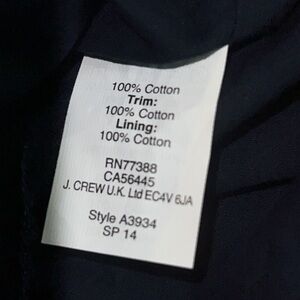 100% Cotton
Trim:
100% Cotton
Lining:
100% Cotton
RN77388
CA56445
J. CREW U.K. Ltd EC4V 6JA
Style A3934
SP 14